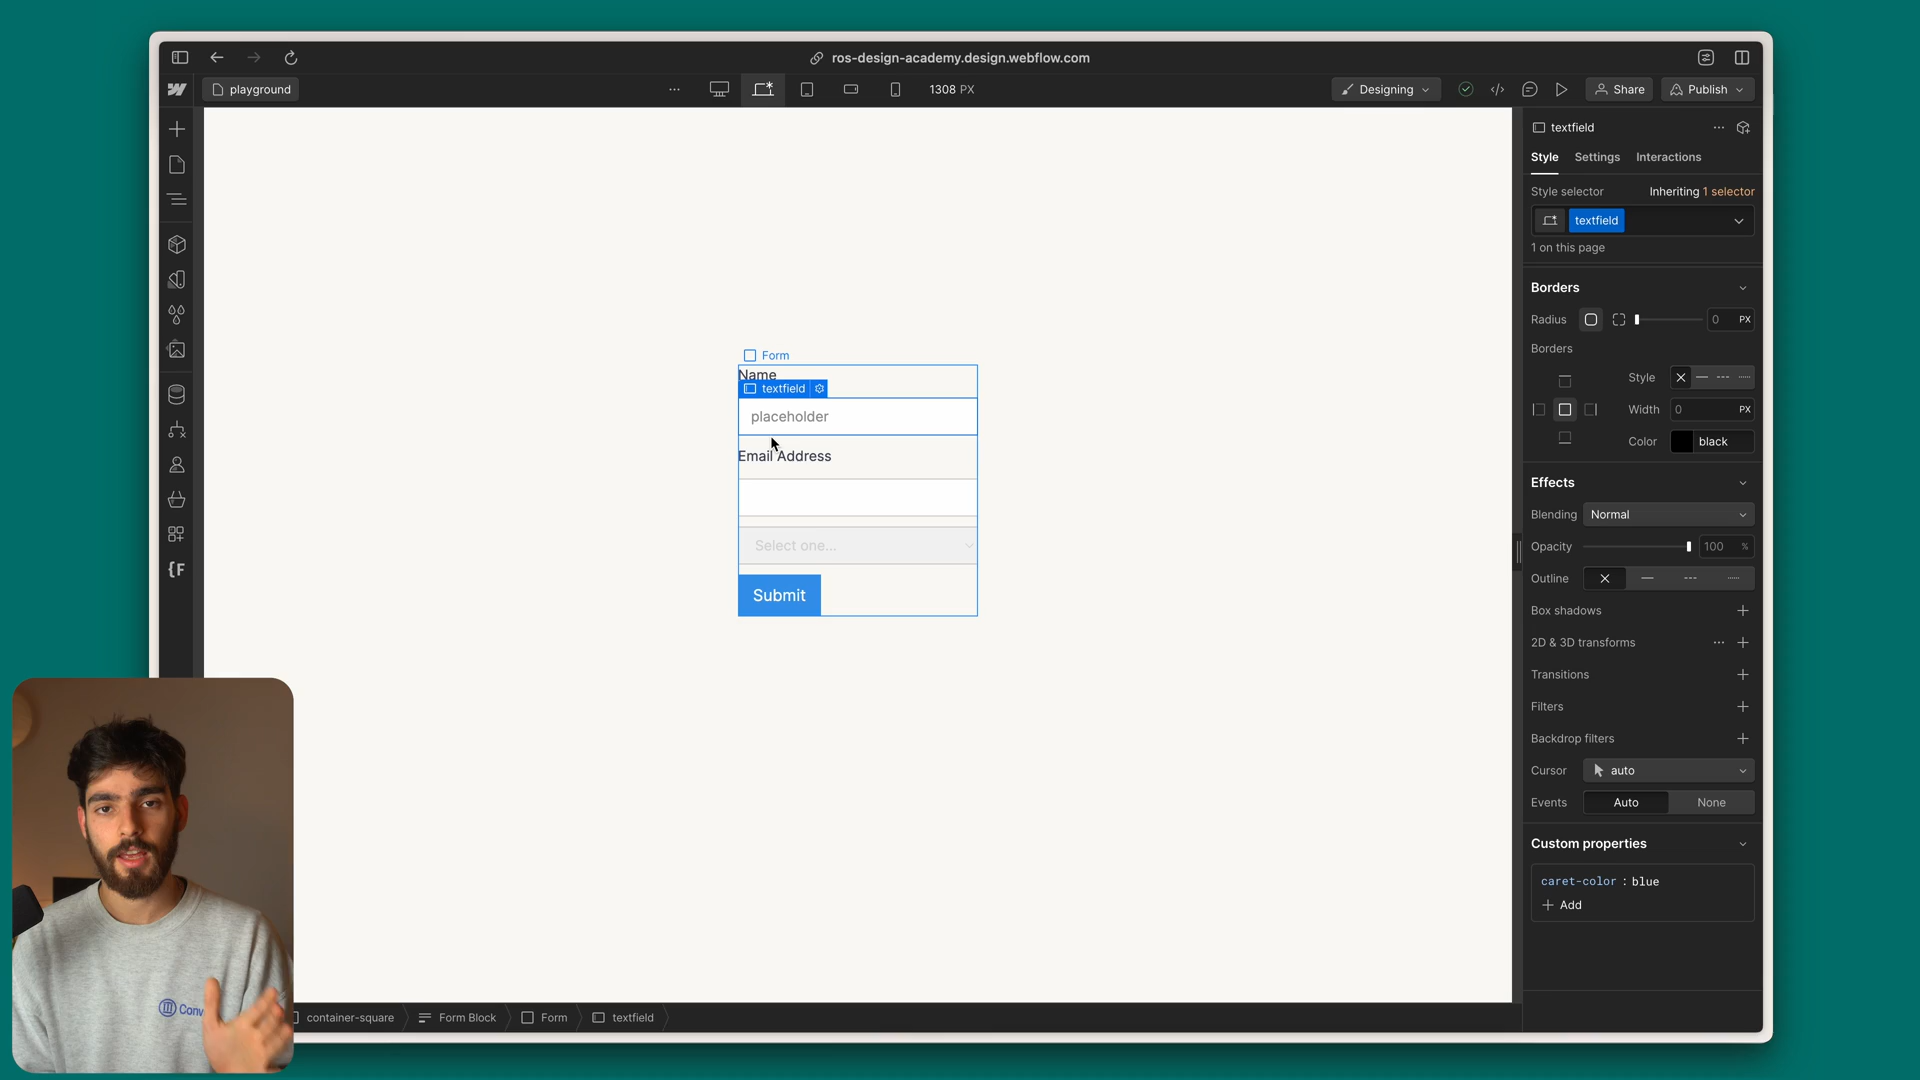 ros-design-academy.design.webflow.com
playground
1308 PX
Designing
Share
Publish
textfield
Style Settings Interactions
Style selector
Inheriting 1 selector
textfield
1 on this page
Borders
Radius
0 PX
Borders
Style
Width
0 PX
Color
black
Effects
Blending
Normal
Opacity
100 %
Outline
Box shadows
2D & 3D transforms
Transitions
Filters
Backdrop filters
Cursor
auto
Events
Auto
None
Custom properties
caret-color : blue
Add
Form
Name
textfield
placeholder
Email Address
Select one...
Submit
{F
Conv
container-square
Form Block
Form
textfield